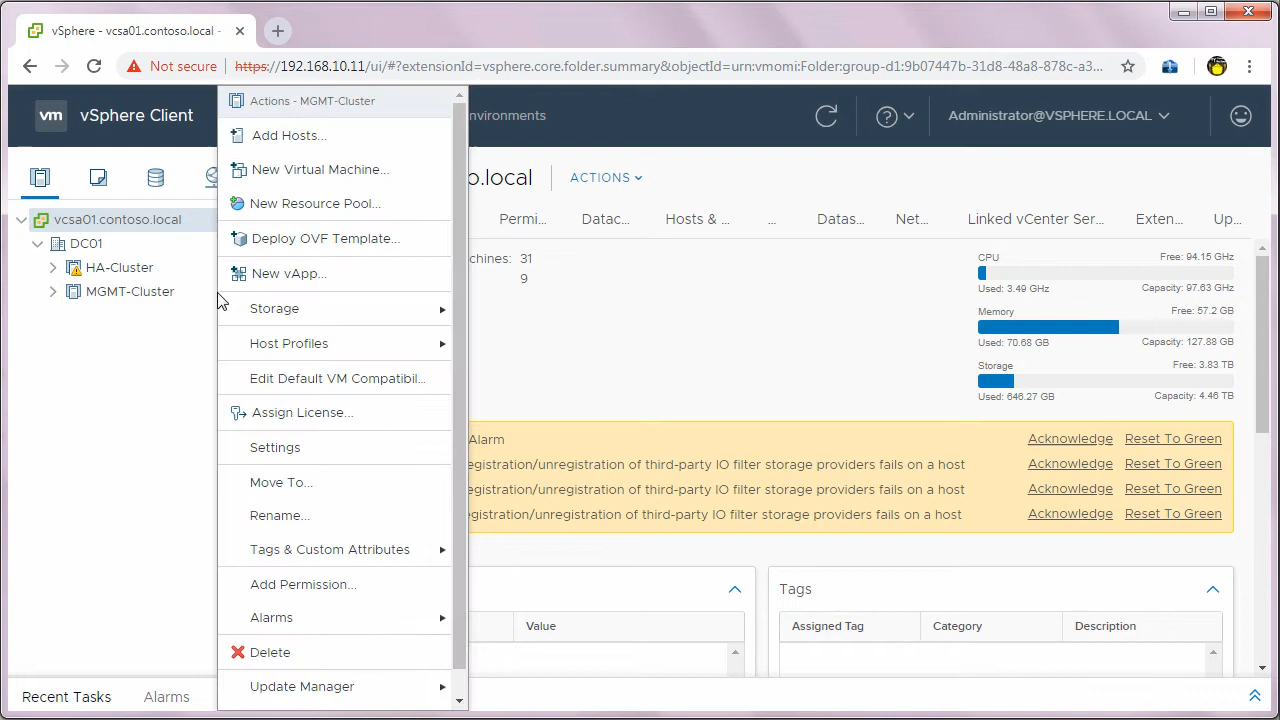 vSphere - vcsa01.contoso.local -
Not secure
https://192.168.10.11/ui/#?extensionId=vsphere.core.folder.summary&objectId=urn:vmomi:Folder:group-d1:9b07447b-31d8-48a8-878c-a3...
vm vSphere Client
nvironments
Administrator@VSPHERE.LOCAL
vcsa01.contoso.local
DC01
HA-Cluster
MGMT-Cluster
Actions - MGMT-Cluster
Add Hosts...
New Virtual Machine...
New Resource Pool...
Deploy OVF Template...
New vApp...
Storage
Host Profiles
Edit Default VM Compatibil...
Assign License...
Settings
Move To...
Rename...
Tags & Custom Attributes
Add Permission...
Alarms
Delete
Update Manager
o.local
ACTIONS
Permi... Datac... Hosts & ... ... Datas... Net... Linked vCenter Ser... Exten... Up...
achines: 31
9
CPU Free: 94.15 GHz
Used: 3.49 GHz Capacity: 97.63 GHz
Memory Free: 57.2 GB
Used: 70.68 GB Capacity: 127.88 GB
Storage Free: 3.83 TB
Used: 646.27 GB Capacity: 4.46 TB
Alarm Acknowledge Reset To Green
egistration/unregistration of third-party IO filter storage providers fails on a host Acknowledge Reset To Green
egistration/unregistration of third-party IO filter storage providers fails on a host Acknowledge Reset To Green
egistration/unregistration of third-party IO filter storage providers fails on a host Acknowledge Reset To Green
Value
Tags
Assigned Tag Category Description
Recent Tasks Alarms